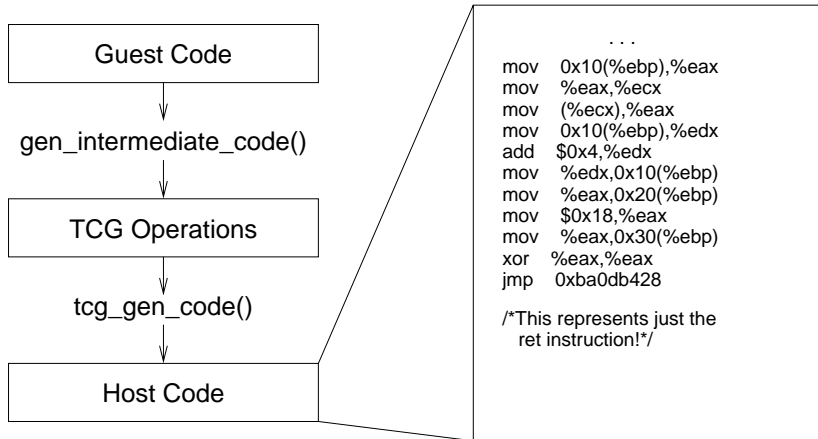 Guest Code
gen_intermediate_code()
TCG Operations
tcg_gen_code()
Host Code
. . .
mov 0x10(%ebp),%eax
mov %eax,%ecx
mov (%ecx),%eax
mov 0x10(%ebp),%edx
add $0x4,%edx
mov %edx,0x10(%ebp)
mov %eax,0x20(%ebp)
mov $0x18,%eax
mov %eax,0x30(%ebp)
xor %eax,%eax
jmp 0xba0db428
/*This represents just the
ret instruction!*/